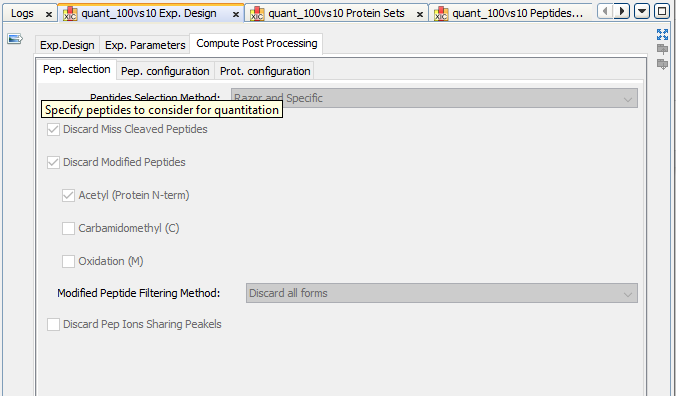 Logs quant_100vs10 Exp. Design quant_100vs10 Protein Sets quant_100vs10 Peptides...
Exp.Design Exp. Parameters Compute Post Processing
Pep. selection Pep. configuration Prot. configuration
Peptides Selection Method: Razor and Specific
Specify peptides to consider for quantitation
Discard Miss Cleaved Peptides
Discard Modified Peptides
Acetyl (Protein N-term)
Carbamidomethyl (C)
Oxidation (M)
Modified Peptide Filtering Method: Discard all forms
Discard Pep Ions Sharing Peakels